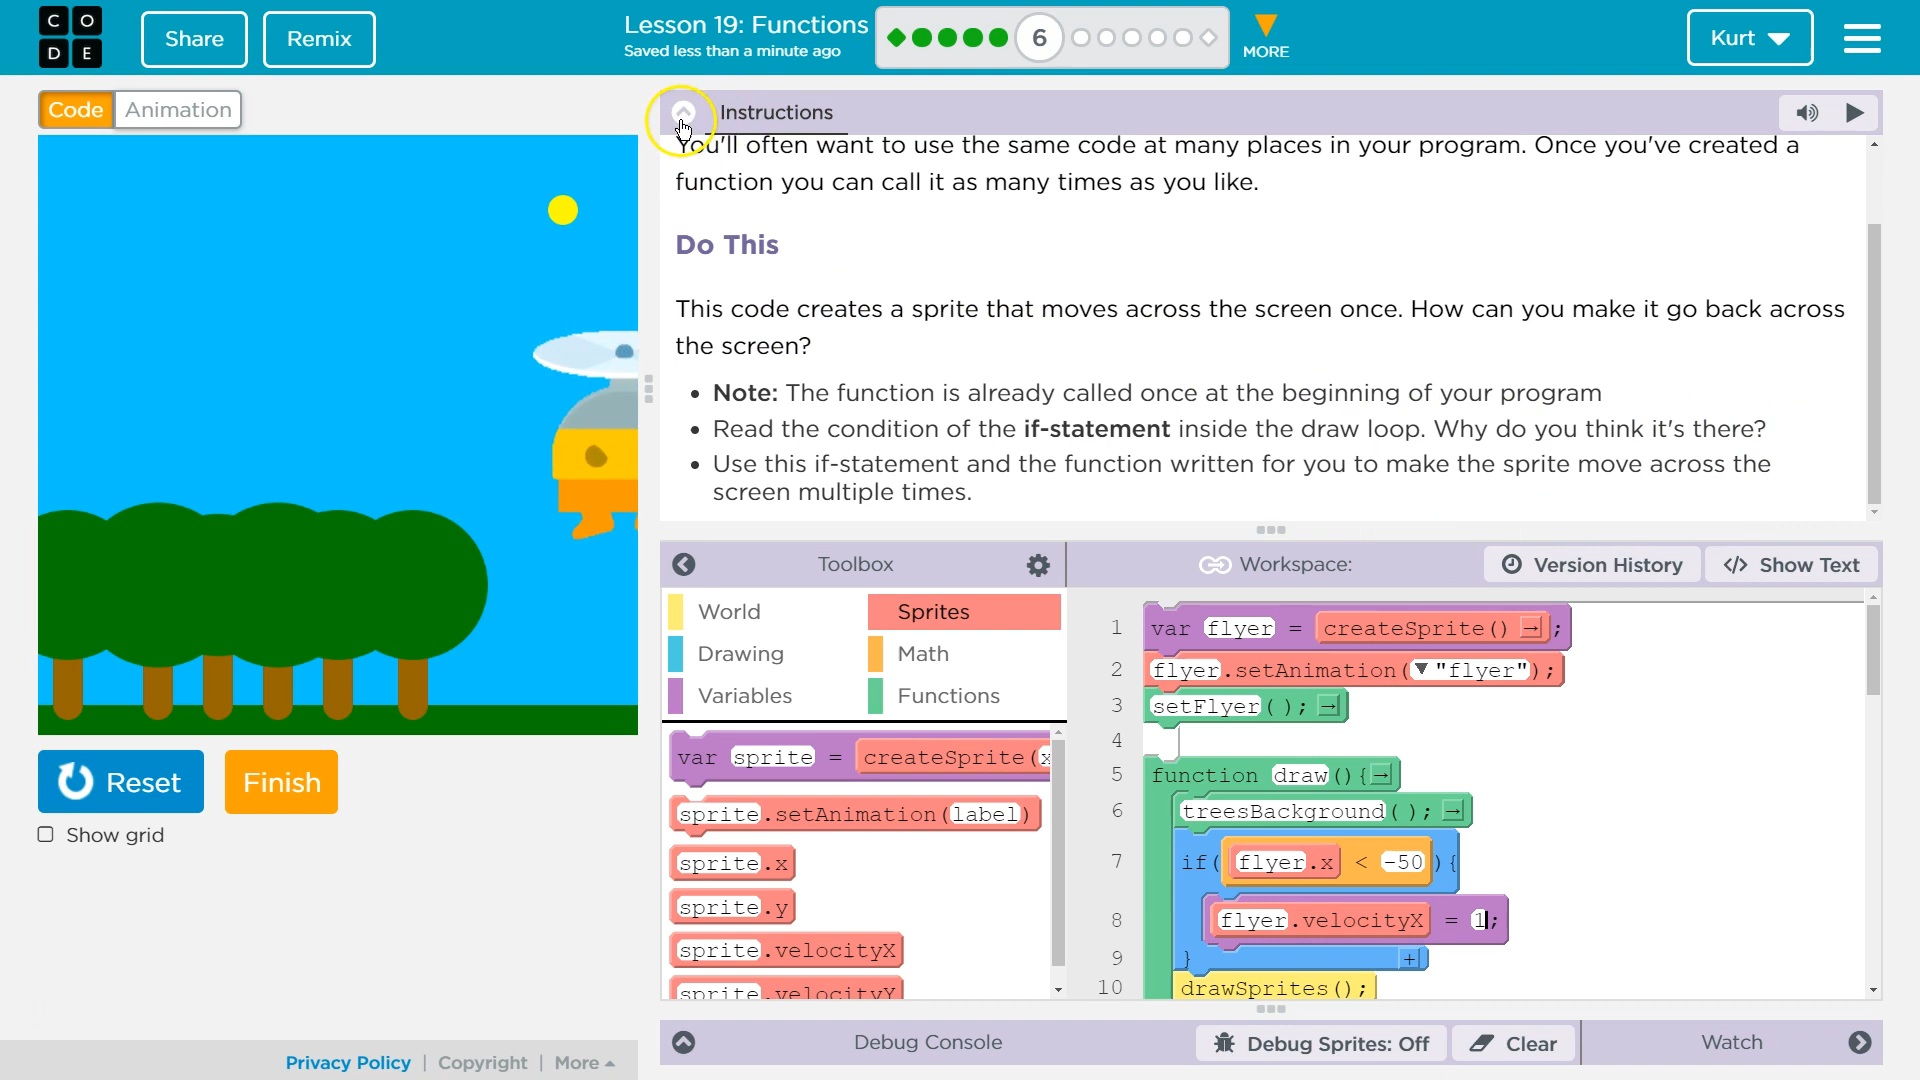 C O
D E
Share
Remix
Lesson 19: Functions
Saved less than a minute ago
6
MORE
Kurt
Code
Animation
Instructions
You'll often want to use the same code at many places in your program. Once you've created a
function you can call it as many times as you like.
Do This
This code creates a sprite that moves across the screen once. How can you make it go back across
the screen?
• Note: The function is already called once at the beginning of your program
• Read the condition of the if-statement inside the draw loop. Why do you think it's there?
• Use this if-statement and the function written for you to make the sprite move across the
screen multiple times.
Toolbox
Workspace:
Version History
</> Show Text
World
Sprites
Drawing
Math
Variables
Functions
var sprite = createSprite(x
sprite.setAnimation(label)
sprite.x
sprite.y
sprite.velocityX
sprite.velocityY
1 var flyer = createSprite();
2 flyer.setAnimation("flyer");
3 setFlyer();
4
5 function draw(){
6 treesBackground();
7 if(flyer.x < -50){
8 flyer.velocityX = 1;
9 }
10 drawSprites();
Reset
Finish
Show grid
Debug Console
Debug Sprites: Off
Clear
Watch
Privacy Policy | Copyright | More